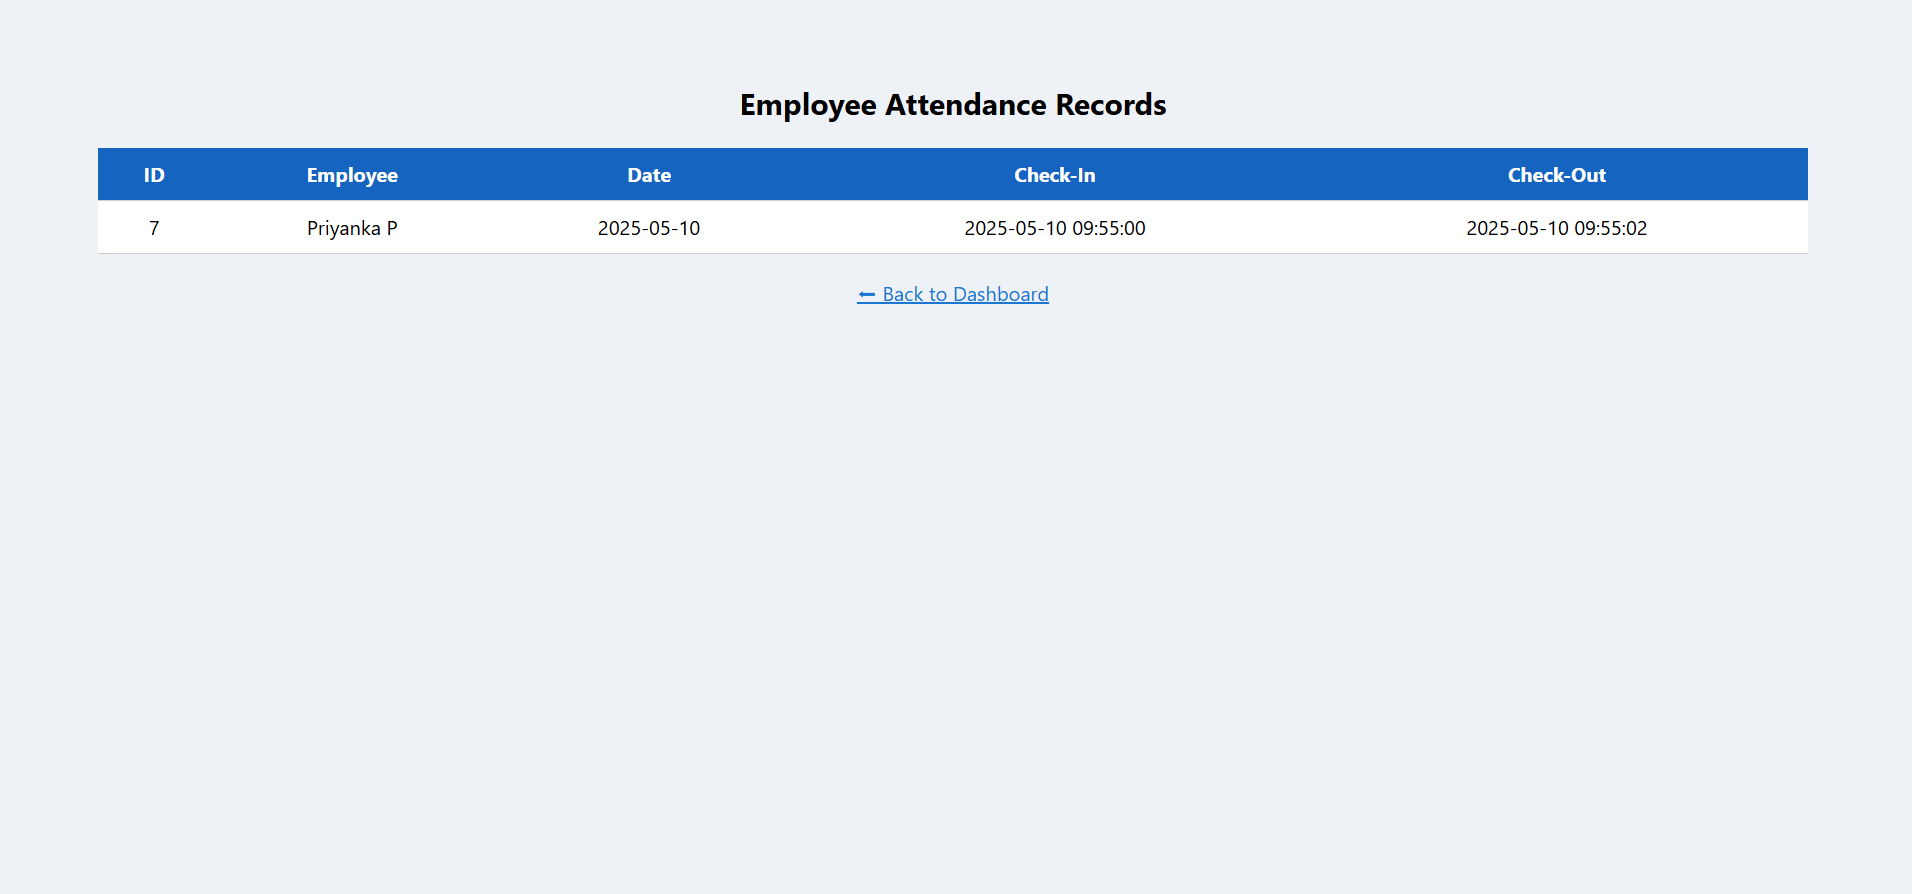 Employee Attendance Records
ID Employee Date Check-In Check-Out
7 Priyanka P 2025-05-10 2025-05-10 09:55:00 2025-05-10 09:55:02
⬅ Back to Dashboard